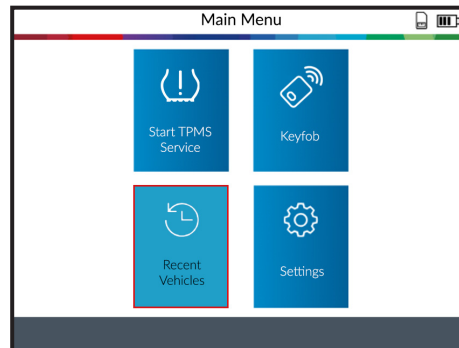 Main Menu
Start TPMS
Service
Keyfob
Recent
Vehicles
Settings